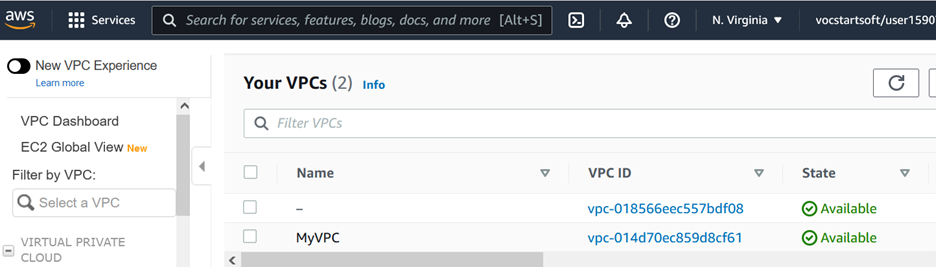 aws Services Search for services, features, blogs, docs, and more [Alt+S] N. Virginia ▼ vocstartsoft/user1590
New VPC Experience
Learn more
VPC Dashboard
EC2 Global View New
Filter by VPC:
Select a VPC
VIRTUAL PRIVATE
CLOUD
Your VPCs (2) Info
Filter VPCs
Name VPC ID State
– vpc-018566eec557bdf08 Available
MyVPC vpc-014d70ec859d8cf61 Available